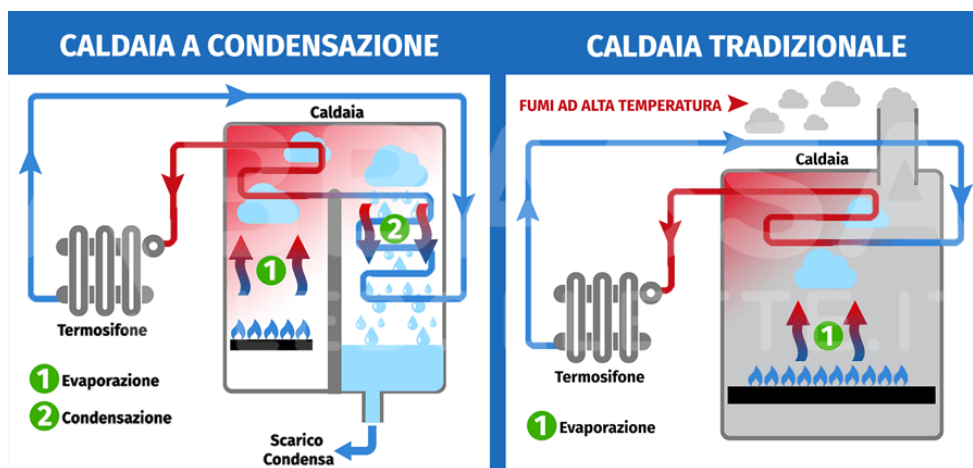 CALDAIA A CONDENSAZIONE
Caldaia
1
2
Termosifone
1 Evaporazione
2 Condensazione
Scarico
Condensa
CALDAIA TRADIZIONALE
FUMI AD ALTA TEMPERATURA
Caldaia
1
Termosifone
1 Evaporazione